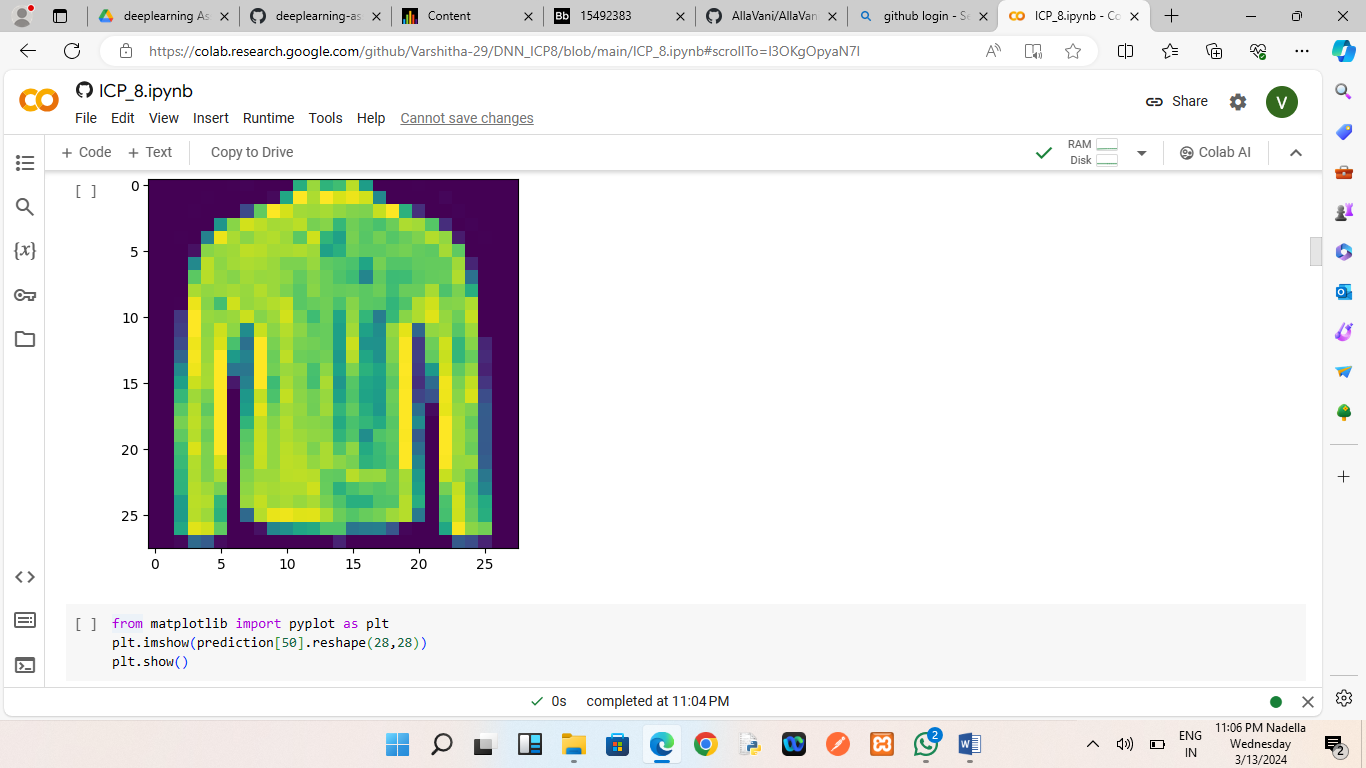 deeplearning As
deeplearning-as
Content
Bb 15492383
AllaVani/AllaVan
github login - Se
ICP_8.ipynb - Co
https://colab.research.google.com/github/Varshitha-29/DNN_ICP8/blob/main/ICP_8.ipynb#scrollTo=I3OKgOpyaN7I
ICP_8.ipynb
Share
V
File Edit View Insert Runtime Tools Help Cannot save changes
+ Code + Text Copy to Drive
RAM
Disk
Colab AI
[ ]
0
5
10
15
20
25
0 5 10 15 20 25
{x}
[ ] from matplotlib import pyplot as plt
plt.imshow(prediction[50].reshape(28,28))
plt.show()
0s completed at 11:04 PM
2
ENG
IN
11:06 PM Nadella
Wednesday
3/13/2024
2